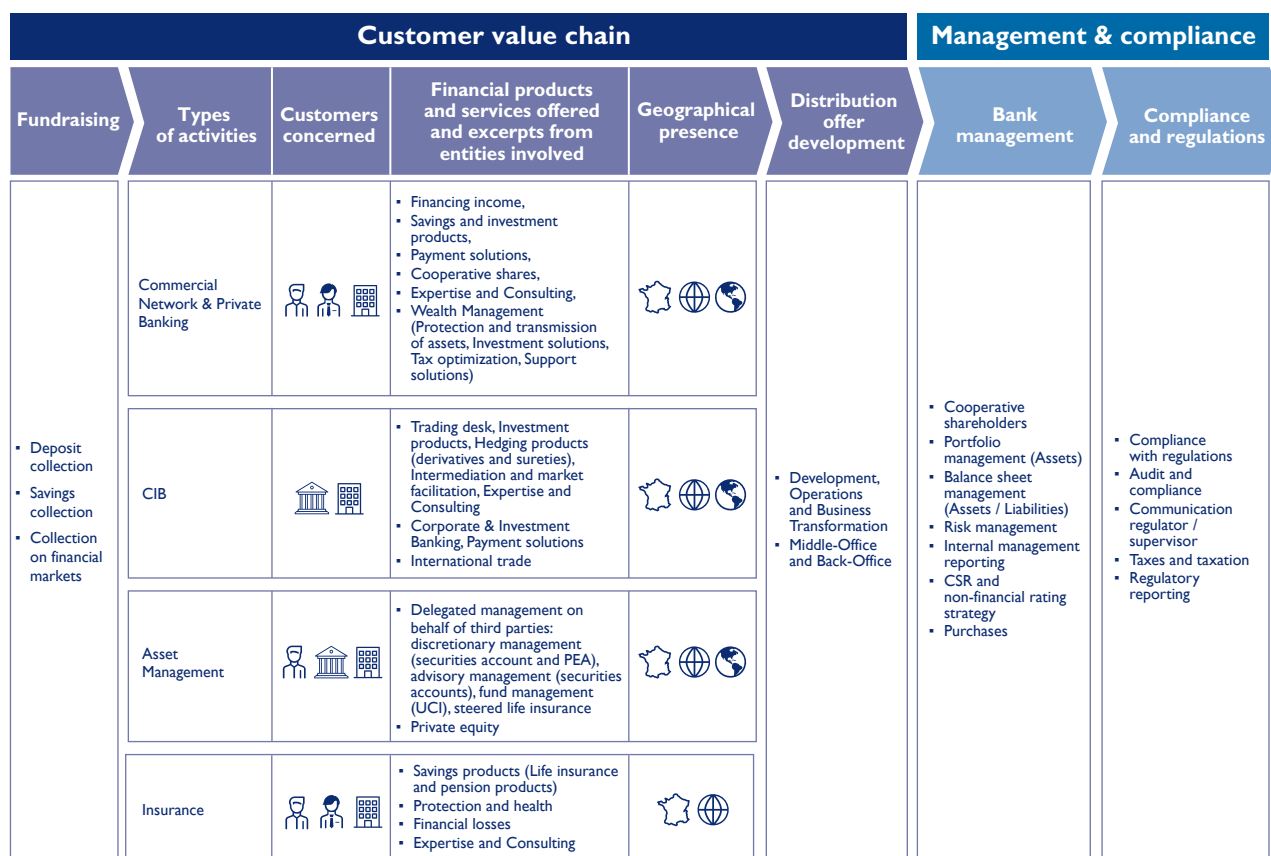 Customer value chain
Management & compliance
Fundraising
Types
of activities
Customers
concerned
Financial products
and services offered
and excerpts from
entities involved
Geographical
presence
Distribution
offer
development
Bank
management
Compliance
and regulations
▪ Deposit
collection
▪ Savings
collection
▪ Collection
on financial
markets
Commercial
Network & Private
Banking
▪ Financing income,
▪ Savings and investment
products,
▪ Payment solutions,
▪ Cooperative shares,
▪ Expertise and Consulting,
▪ Wealth Management
(Protection and transmission
of assets, Investment solutions,
Tax optimization, Support
solutions)
CIB
▪ Trading desk, Investment
products, Hedging products
(derivatives and sureties),
Intermediation and market
facilitation, Expertise and
Consulting
▪ Corporate & Investment
Banking, Payment solutions
▪ International trade
Asset
Management
▪ Delegated management on
behalf of third parties:
discretionary management
(securities account and PEA),
advisory management (securities
accounts), fund management
(UCI), steered life insurance
▪ Private equity
Insurance
▪ Savings products (Life insurance
and pension products)
▪ Protection and health
▪ Financial losses
▪ Expertise and Consulting
▪ Development,
Operations
and Business
Transformation
▪ Middle-Office
and Back-Office
▪ Cooperative
shareholders
▪ Portfolio
management (Assets)
▪ Balance sheet
management
(Assets / Liabilities)
▪ Risk management
▪ Internal management
reporting
▪ CSR and
non-financial rating
strategy
▪ Purchases
▪ Compliance
with regulations
▪ Audit and
compliance
▪ Communication
regulator /
supervisor
▪ Taxes and taxation
▪ Regulatory
reporting